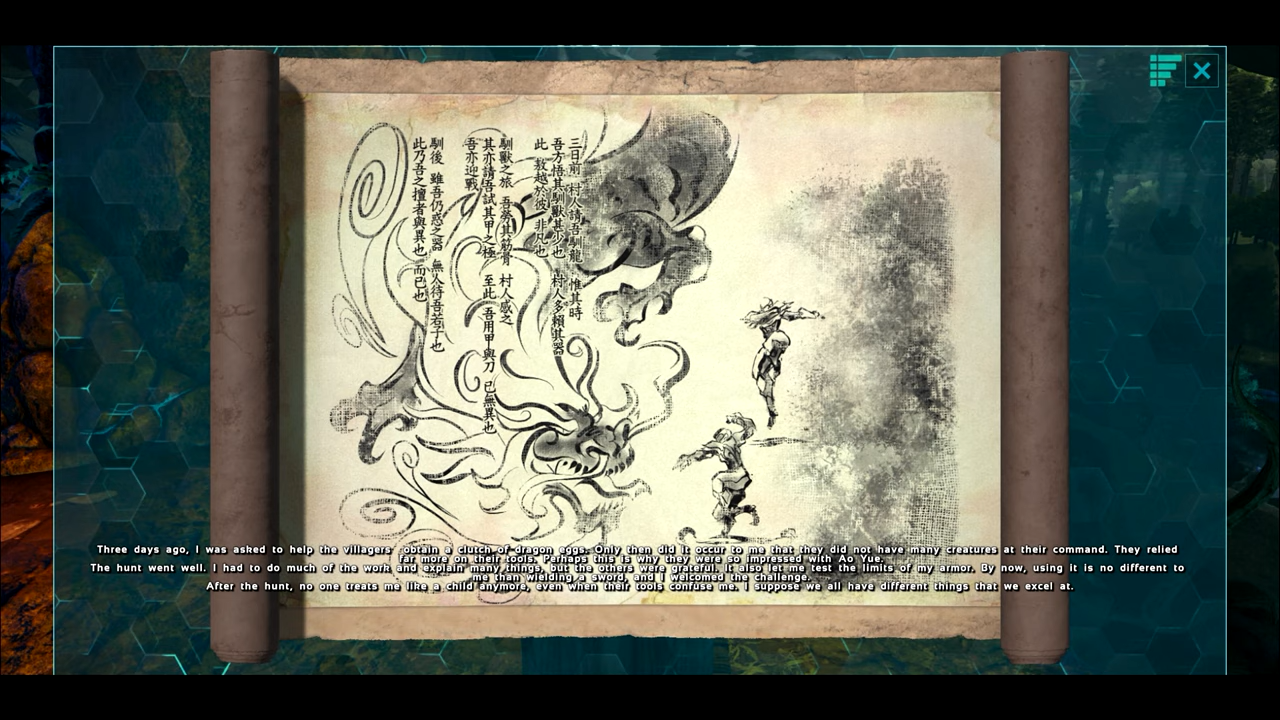 三日前 村人請吾馴龍 惟其時
吾方悟其馴獸甚少也 村人多賴其器
此 敖越於彼 非凡也
馴獸之旅 吾 其筋骨 村人感之
其亦請吾試其甲之極 至此 吾用甲與刀 已無異也
吾亦迎戰
馴後 雖吾仍惑之器 無人待吾若子也
此乃吾之擅者與異也 而已也
Three days ago, I was asked to help the villagers obtain a clutch of dragon eggs. Only then did it occur to me that they did not have many creatures at their command. They relied
far more on their tools. Perhaps this is why they were so impressed with Ao Yue.
The hunt went well. I had to do much of the work and explain many things, but the others were grateful. It also let me test the limits of my armor. By now, using it is no different to
me than wielding a sword, and I welcomed the challenge.
After the hunt, no one treats me like a child anymore, even when their tools confuse me. I suppose we all have different things that we excel at.